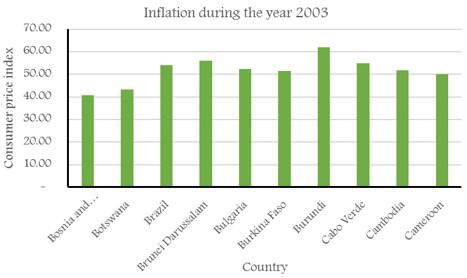 Inflation during the year 2003
Consumer price index
70.00
60.00
50.00
40.00
30.00
20.00
10.00
-
Bosnia and...
Botswana
Brazil
Brunei Darussalam
Bulgaria
Burkina Faso
Burundi
Cabo Verde
Cambodia
Cameroon
Country